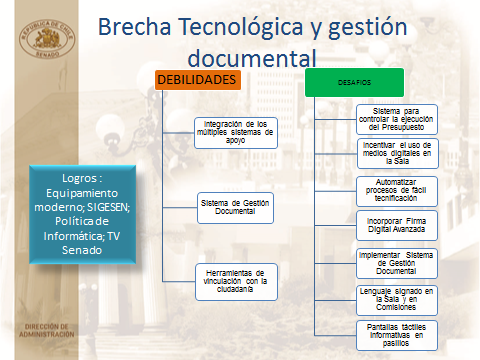 REPUBLICA DE CHILE
SENADO
Brecha Tecnológica y gestión
documental
DEBILIDADES
Integración de los
múltiples sistemas de
apoyo
Sistema de Gestión
Documental
Herramientas de
vinculación con la
ciudadanía
DESAFIOS
Sistema para
controlar la ejecución
del Presupuesto
Incentivar el uso de
medios digitales en
la Sala
Automatizar
procesos de fácil
tecnificación
Incorporar Firma
Digital Avanzada
Implementar Sistema
de Gestión
Documental
Lenguaje signado en
la Sala y en
Comisiones
Pantallas táctiles
informativas en
pasillos
Logros :
Equipamiento
moderno; SIGESEN;
Política de
Informática; TV
Senado
DIRECCIÓN DE
ADMINISTRACIÓN